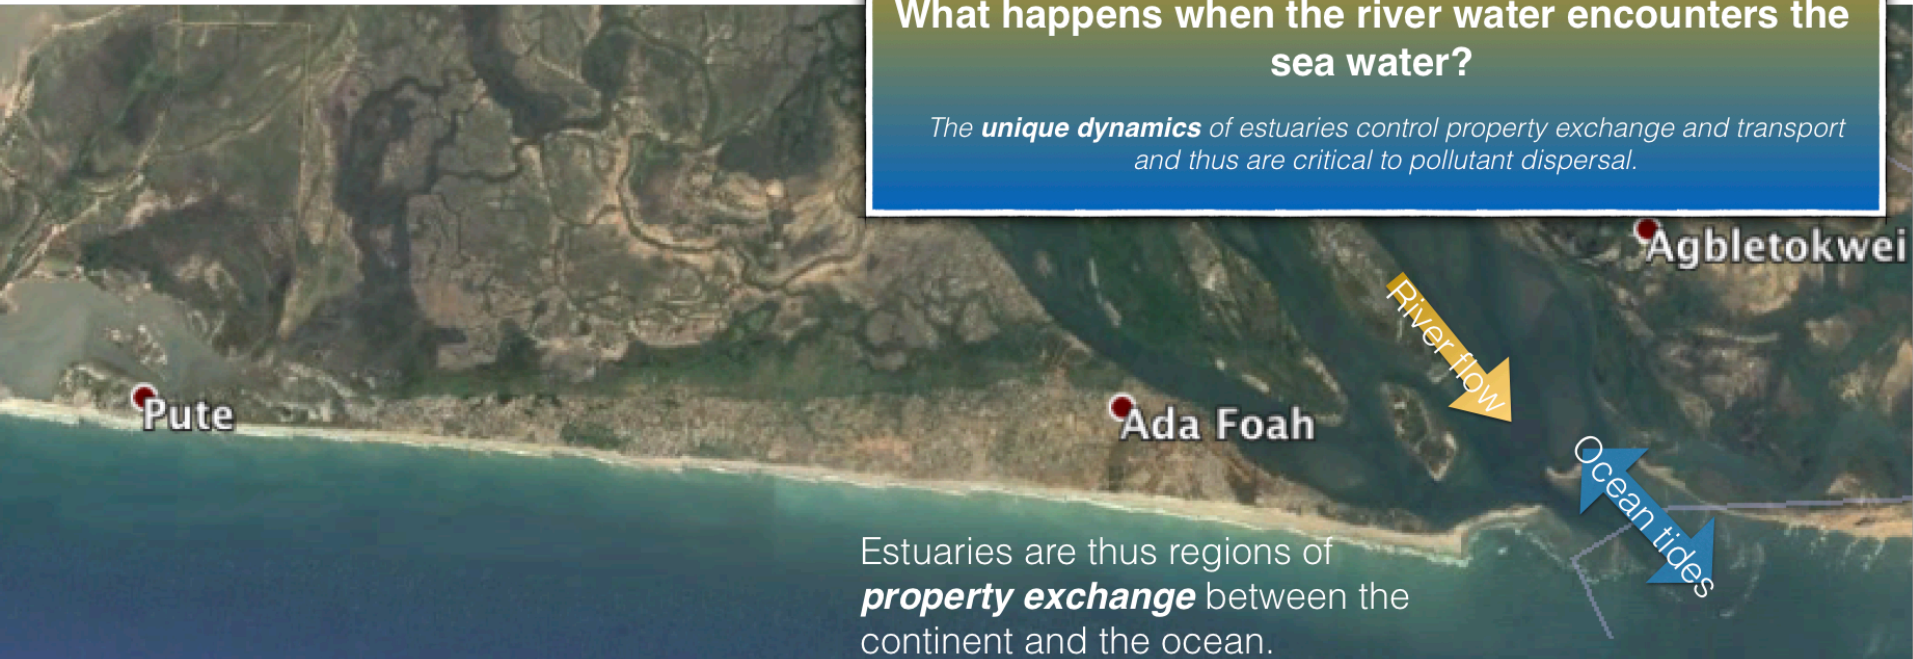 What happens when the river water encounters the
sea water?
The unique dynamics of estuaries control property exchange and transport
and thus are critical to pollutant dispersal.
Agbletokwei
River flow
Pute
Ada Foah
Ocean tides
Estuaries are thus regions of
property exchange between the
continent and the ocean.